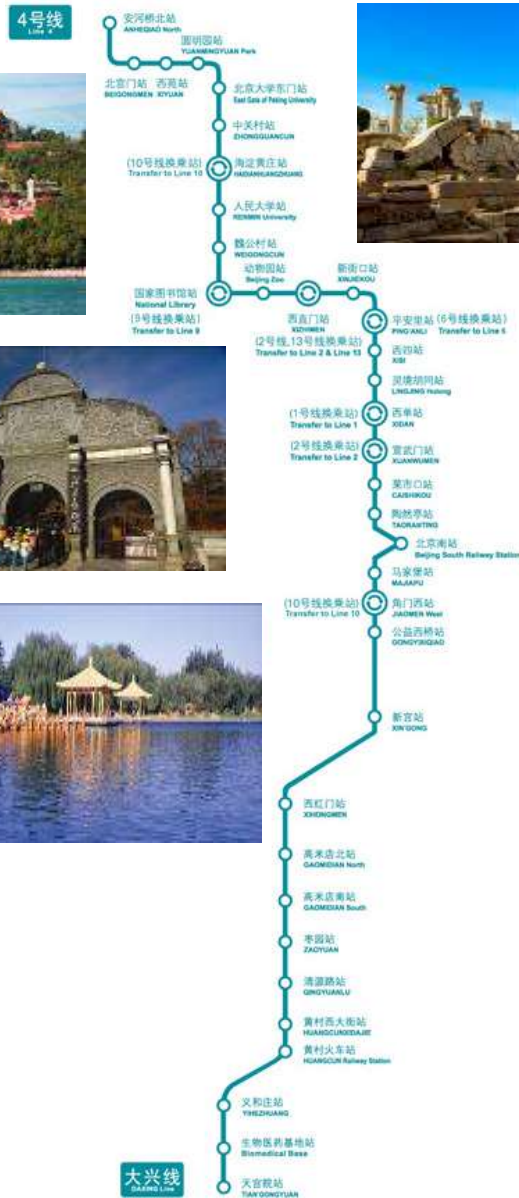 4号线
Line 4
安河桥北站
ANHEQIAO North
圆明园站
YUANMINGYUAN Park
北宫门站
BEIGONGMEN
西苑站
XIYUAN
北京大学东门站
East Gate of Peking University
中关村站
ZHONGGUANCUN
(10号线换乘站)
Transfer to Line 10
海淀黄庄站
HAIDIANHUANGZHUANG
人民大学站
RENMIN University
魏公村站
WEIGONGCUN
动物园站
Beijing Zoo
新街口站
XINJIEKOU
国家图书馆站
National Library
(9号线换乘站)
Transfer to Line 9
西直门站
XIZHIMEN
(2号线,13号线换乘站)
Transfer to Line 2 & Line 13
平安里站 (6号线换乘站)
PING'ANLI Transfer to Line 6
西四站
XISI
灵境胡同站
LINGJING Hutong
(1号线换乘站)
Transfer to Line 1
西单站
XIDAN
(2号线换乘站)
Transfer to Line 2
宣武门站
XUANWUMEN
菜市口站
CAISHIKOU
陶然亭站
TAORANTING
北京南站
Beijing South Railway Station
马家堡站
MAJIAPU
(10号线换乘站)
Transfer to Line 10
角门西站
JIAOMEN West
公益西桥站
GONGYIXIQIAO
新宫站
XIN GONG
西红门站
XIHONGMEN
高米店北站
GAOMIDIAN North
高米店南站
GAOMIDIAN South
枣园站
ZAOYUAN
清源路站
QINGYUANLU
黄村西大街站
HUANGCUNXIDAJIE
黄村火车站
HUANGCUN Railway Station
义和庄站
YIHEZHUANG
生物医药基地站
Biomedical Base
大兴线
DAXING Line
天宫院站
TIAN GONGYUAN